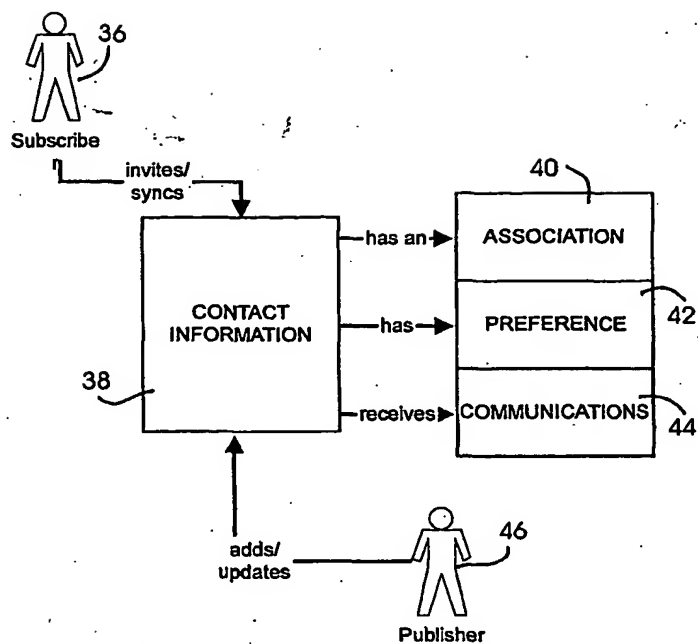 36
Subscribe
invites/
syncs
40
has an
ASSOCIATION
CONTACT
INFORMATION
has
PREFERENCE
42
38
receives
COMMUNICATIONS
44
adds/
updates
46
Publisher